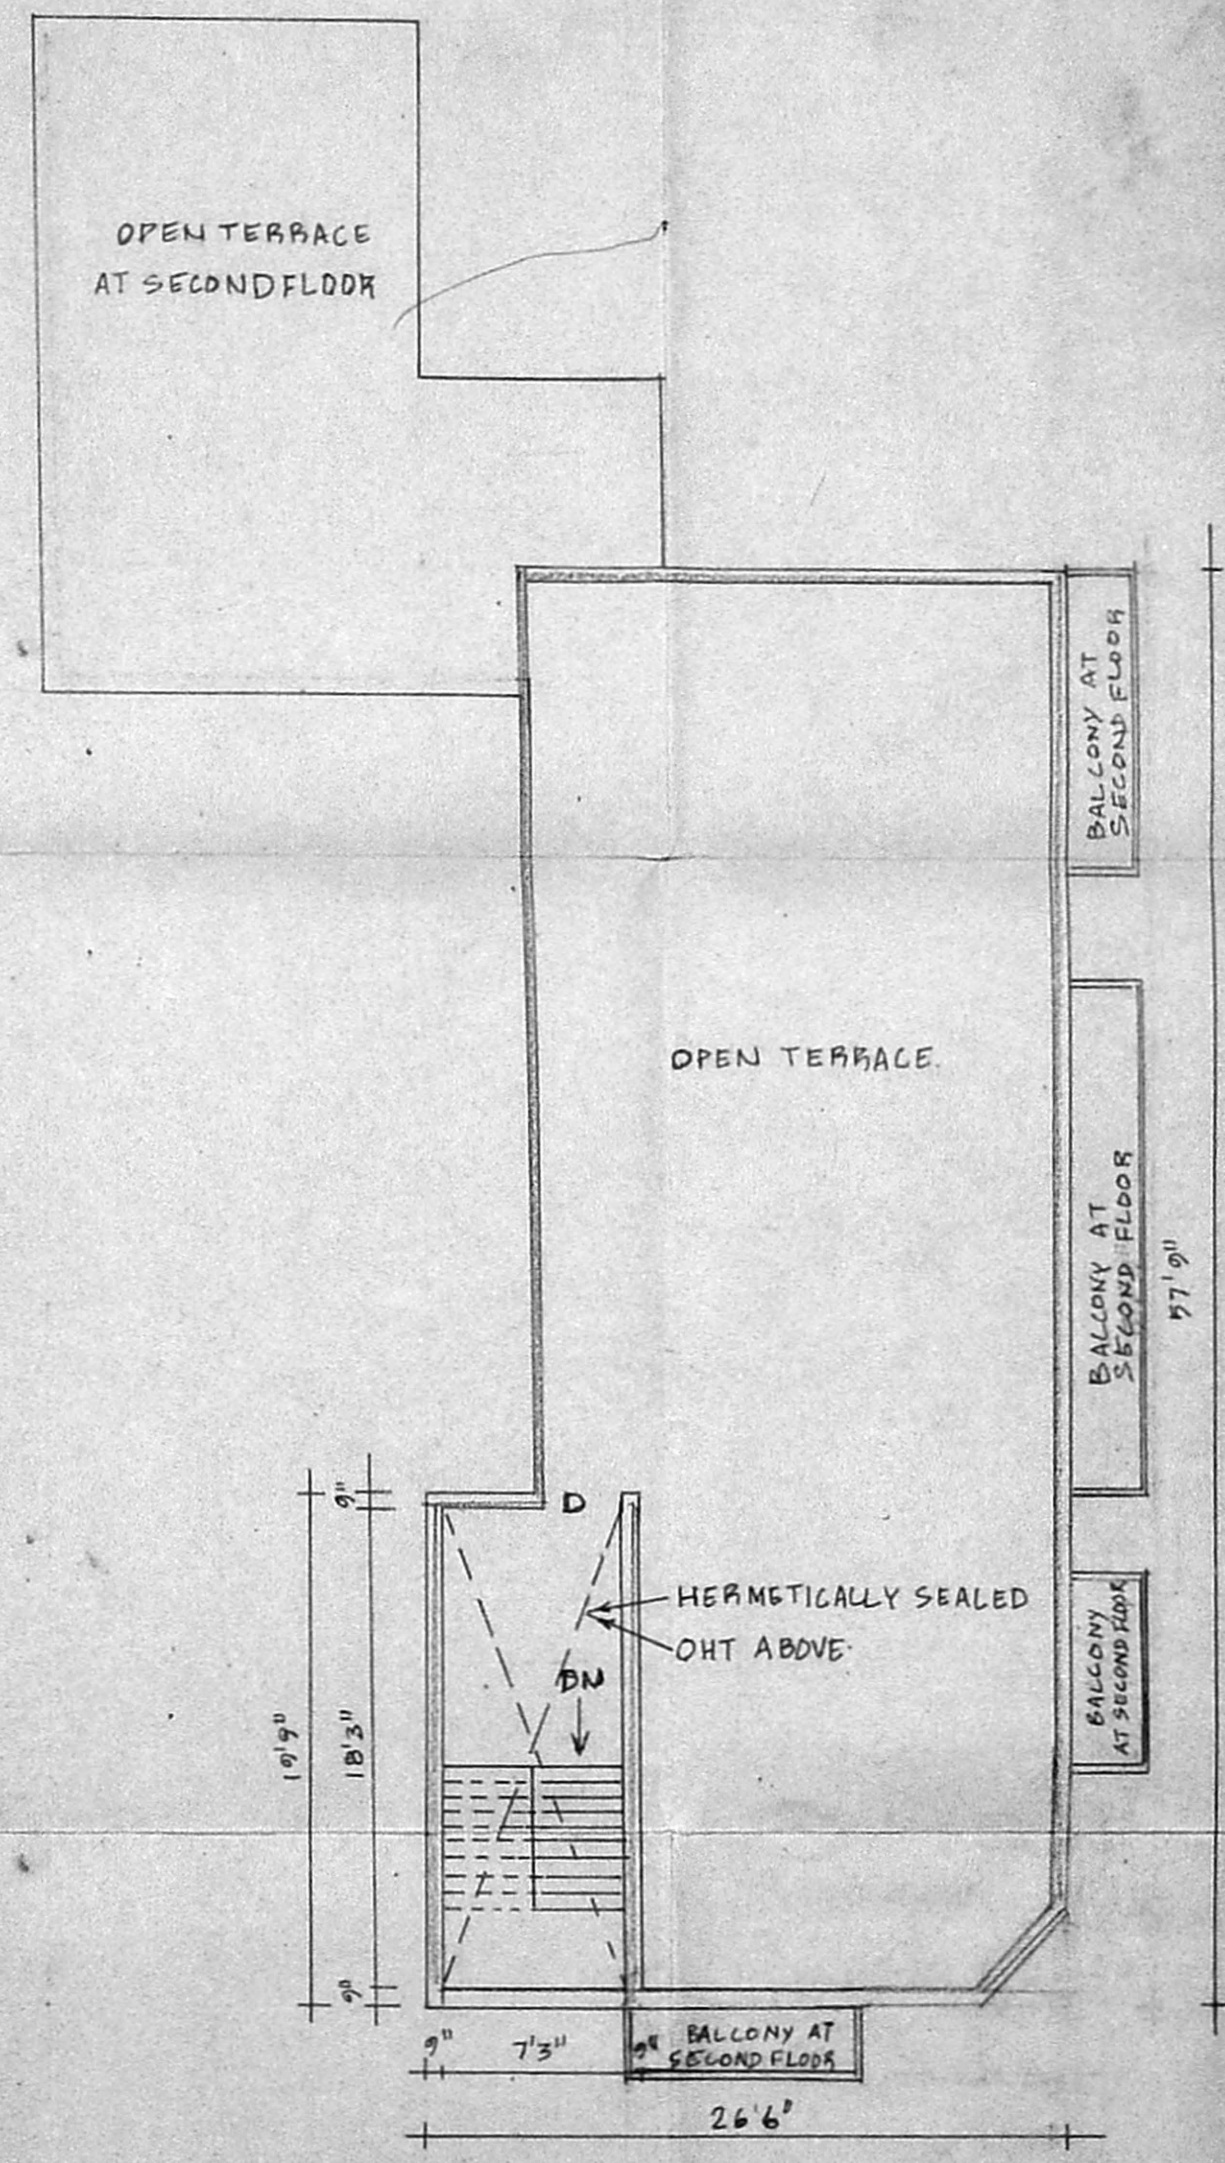 OPEN TERRACE
AT SECOND FLOOR
BALCONY AT
SECOND FLOOR
OPEN TERRACE.
BALCONY AT
SECOND FLOOR
57'9"
9"
D
HERMETICALLY SEALED
OHT ABOVE.
BALCONY
AT SECOND FLOOR
DN
19'9"
18'3"
9"
9"
7'3"
9"
BALCONY AT
SECOND FLOOR
26'6"